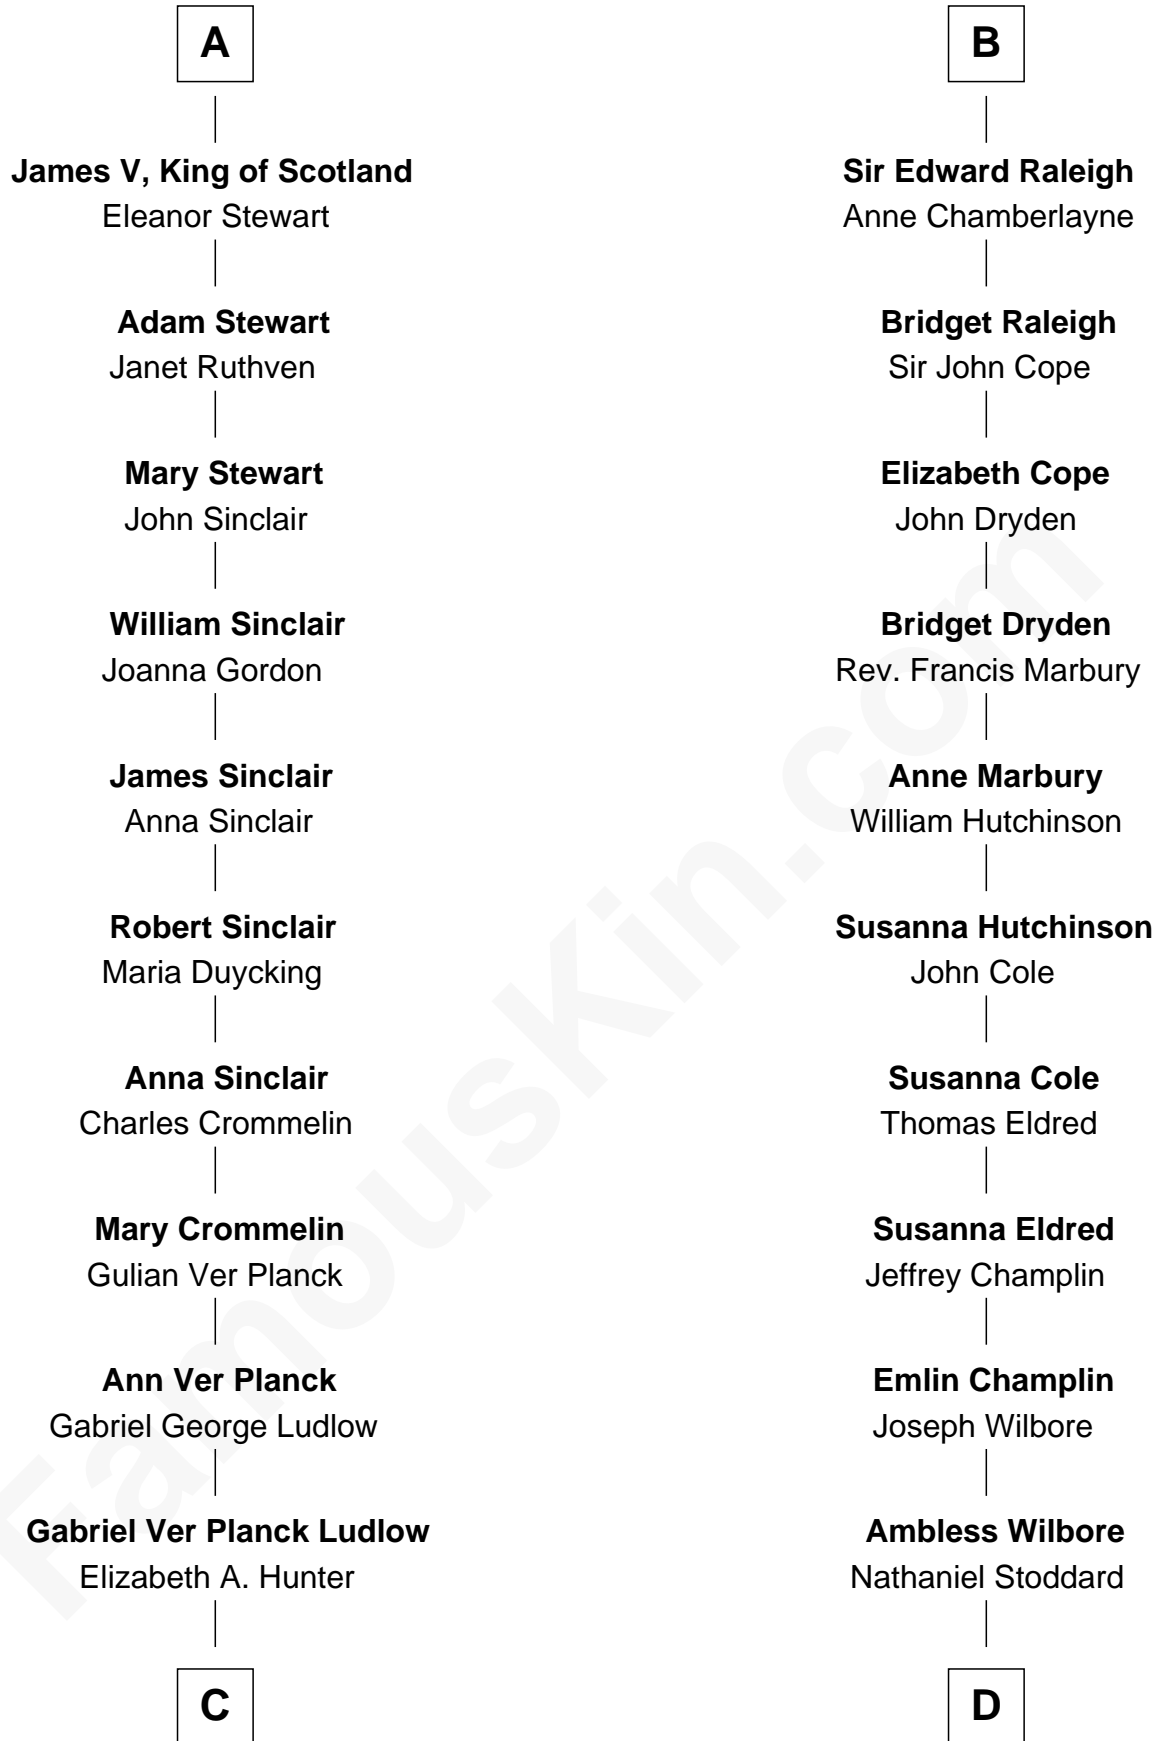 A
James V, King of Scotland
Eleanor Stewart
Adam Stewart
Janet Ruthven
Mary Stewart
John Sinclair
William Sinclair
Joanna Gordon
James Sinclair
Anna Sinclair
Robert Sinclair
Maria Duycking
Anna Sinclair
Charles Crommelin
Mary Crommelin
Gulian Ver Planck
Ann Ver Planck
Gabriel George Ludlow
Gabriel Ver Planck Ludlow
Elizabeth A. Hunter
C
B
Sir Edward Raleigh
Anne Chamberlayne
Bridget Raleigh
Sir John Cope
Elizabeth Cope
John Dryden
Bridget Dryden
Rev. Francis Marbury
Anne Marbury
William Hutchinson
Susanna Hutchinson
John Cole
Susanna Cole
Thomas Eldred
Susanna Eldred
Jeffrey Champlin
Emlin Champlin
Joseph Wilbore
Ambless Wilbore
Nathaniel Stoddard
D
FamousKin.com